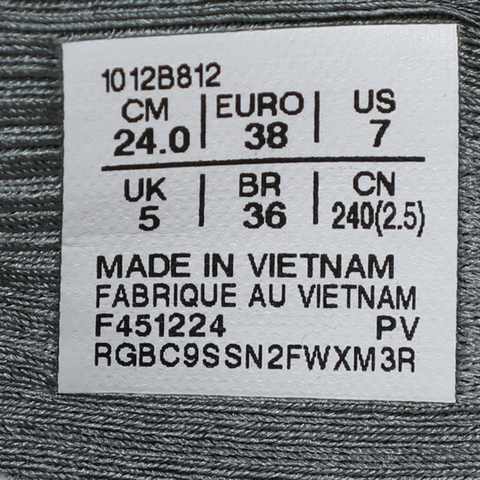 1012B812
CM | EURO | US
24.0 | 38 | 7
UK | BR | CN
5 | 36 | 240(2.5)
MADE IN VIETNAM
FABRIQUE AU VIETNAM
F451224 PV
RGBC9SSN2FWXM3R